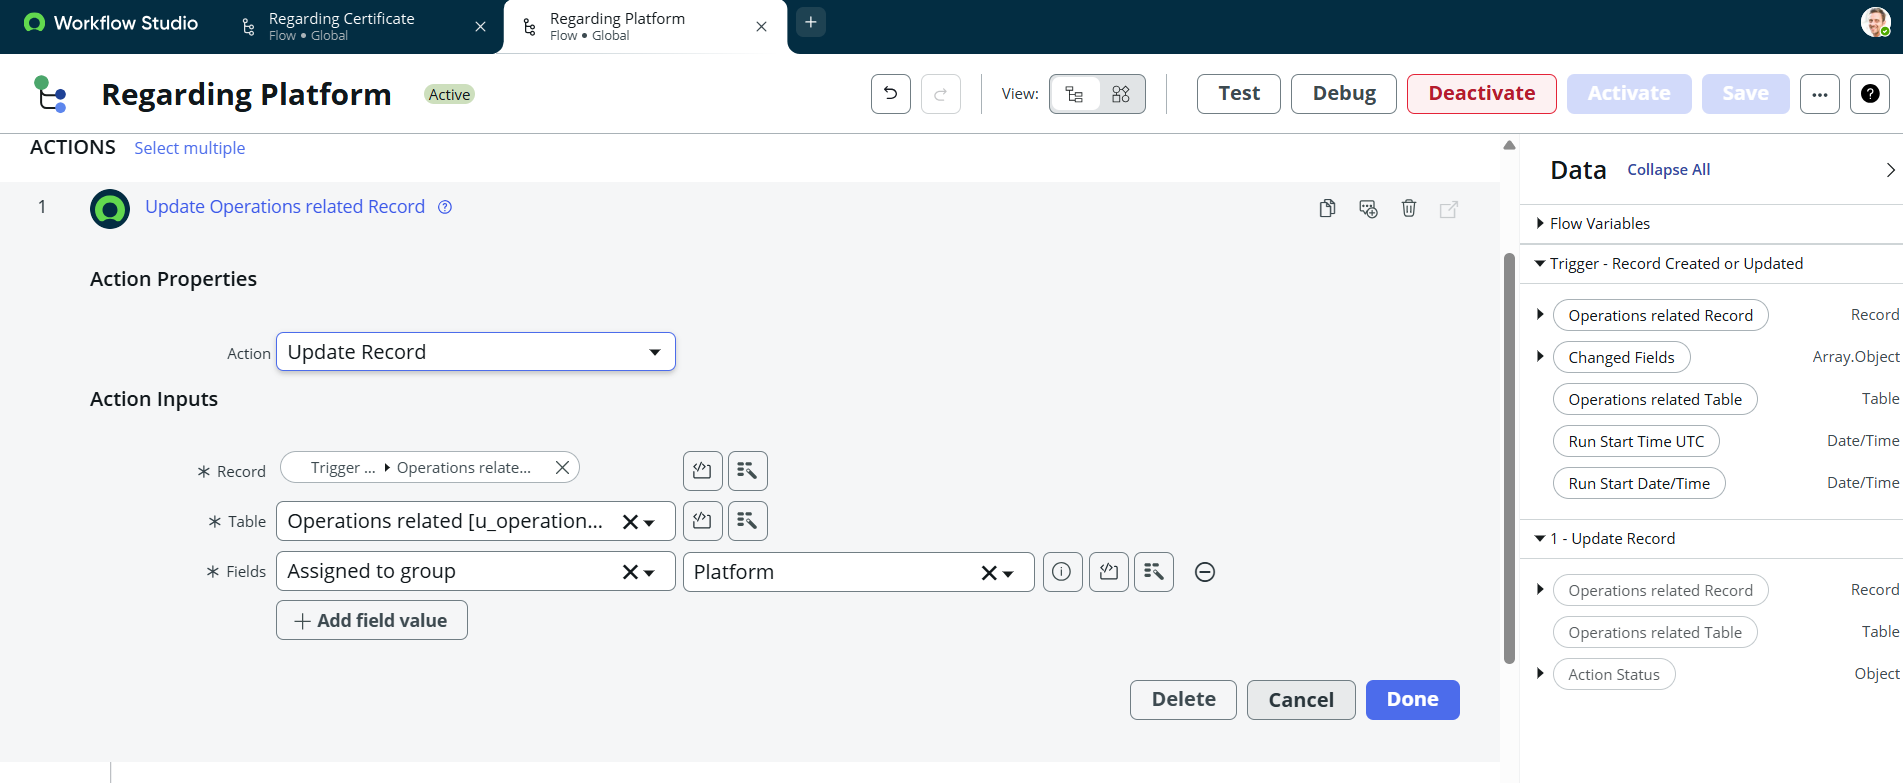 Workflow Studio
Regarding Certificate
Flow • Global
Regarding Platform
Flow • Global
Regarding Platform
Active
View:
Test
Debug
Deactivate
Activate
Save
ACTIONS Select multiple
1 Update Operations related Record
Action Properties
Action Update Record
Action Inputs
* Record Trigger ... Operations relate...
* Table Operations related [u_operation...
* Fields Assigned to group Platform
+ Add field value
Delete
Cancel
Done
Data Collapse All
Flow Variables
Trigger - Record Created or Updated
Operations related Record Record
Changed Fields Array.Object
Operations related Table Table
Run Start Time UTC Date/Time
Run Start Date/Time Date/Time
1 - Update Record
Operations related Record Record
Operations related Table Table
Action Status Object